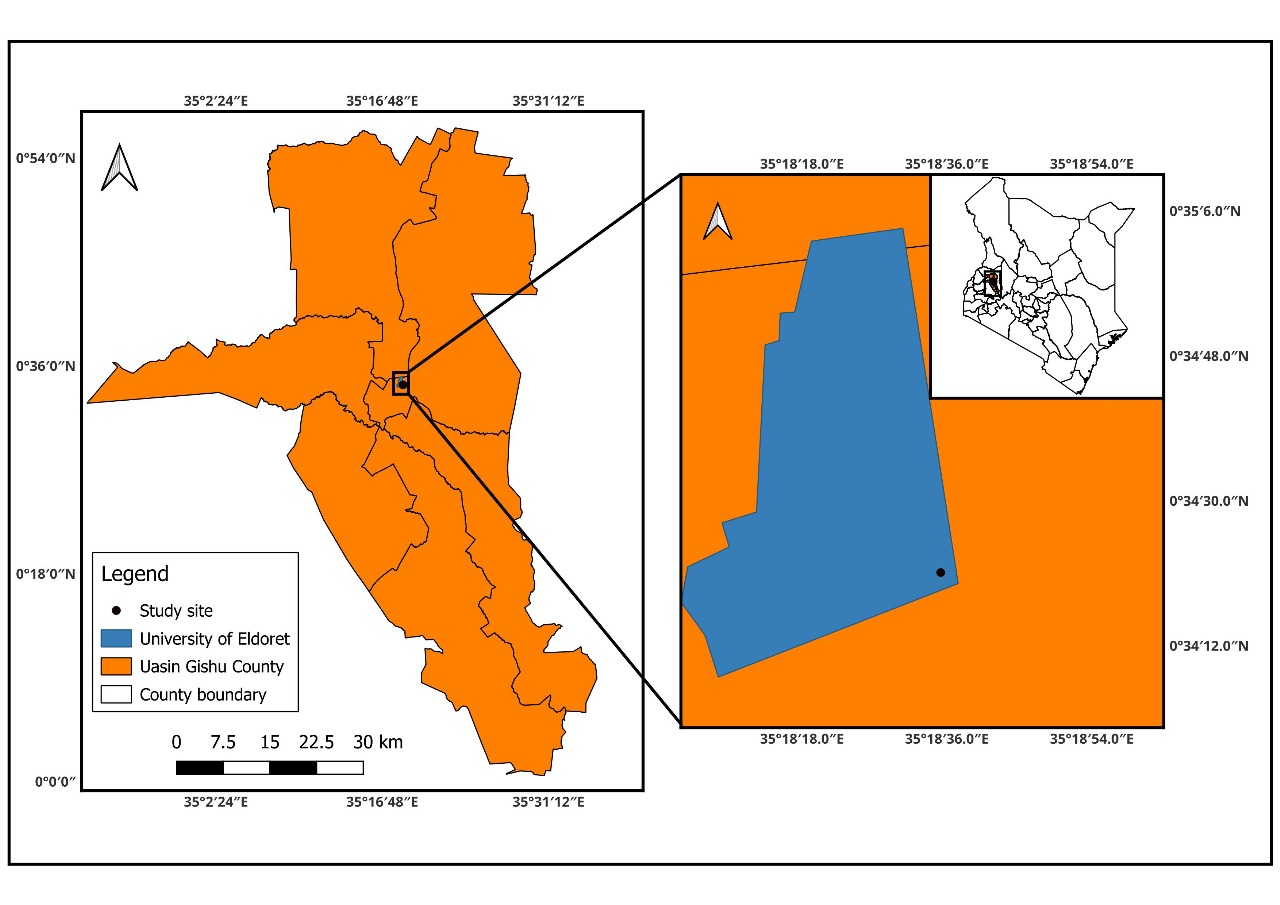 35°2′24″E 35°16′48″E 35°31′12″E
0°54′0″N
0°36′0″N
0°18′0″N
0°0′0″
Legend
Study site
University of Eldoret
Uasin Gishu County
County boundary
0 7.5 15 22.5 30 km
35°2′24″E 35°16′48″E 35°31′12″E
35°18′18.0″E 35°18′36.0″E 35°18′54.0″E
0°35′6.0″N
0°34′48.0″N
0°34′30.0″N
0°34′12.0″N
35°18′18.0″E 35°18′36.0″E 35°18′54.0″E